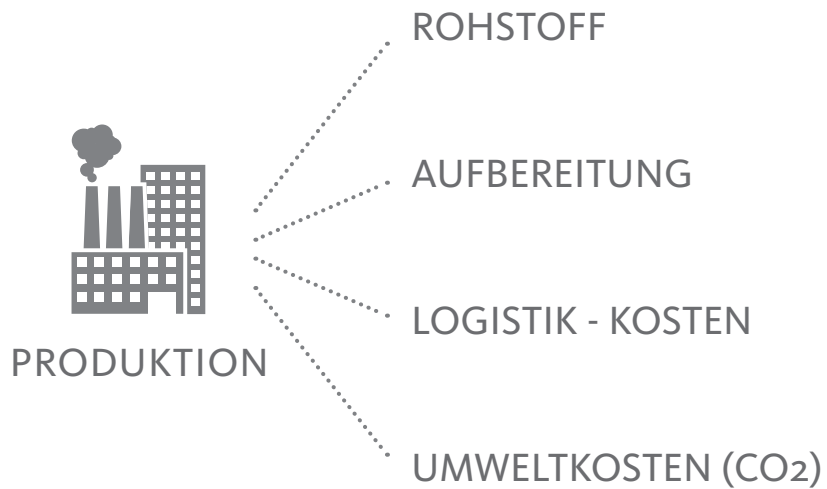 ROHSTOFF
AUFBEREITUNG
LOGISTIK - KOSTEN
PRODUKTION
UMWELTKOSTEN (CO2)